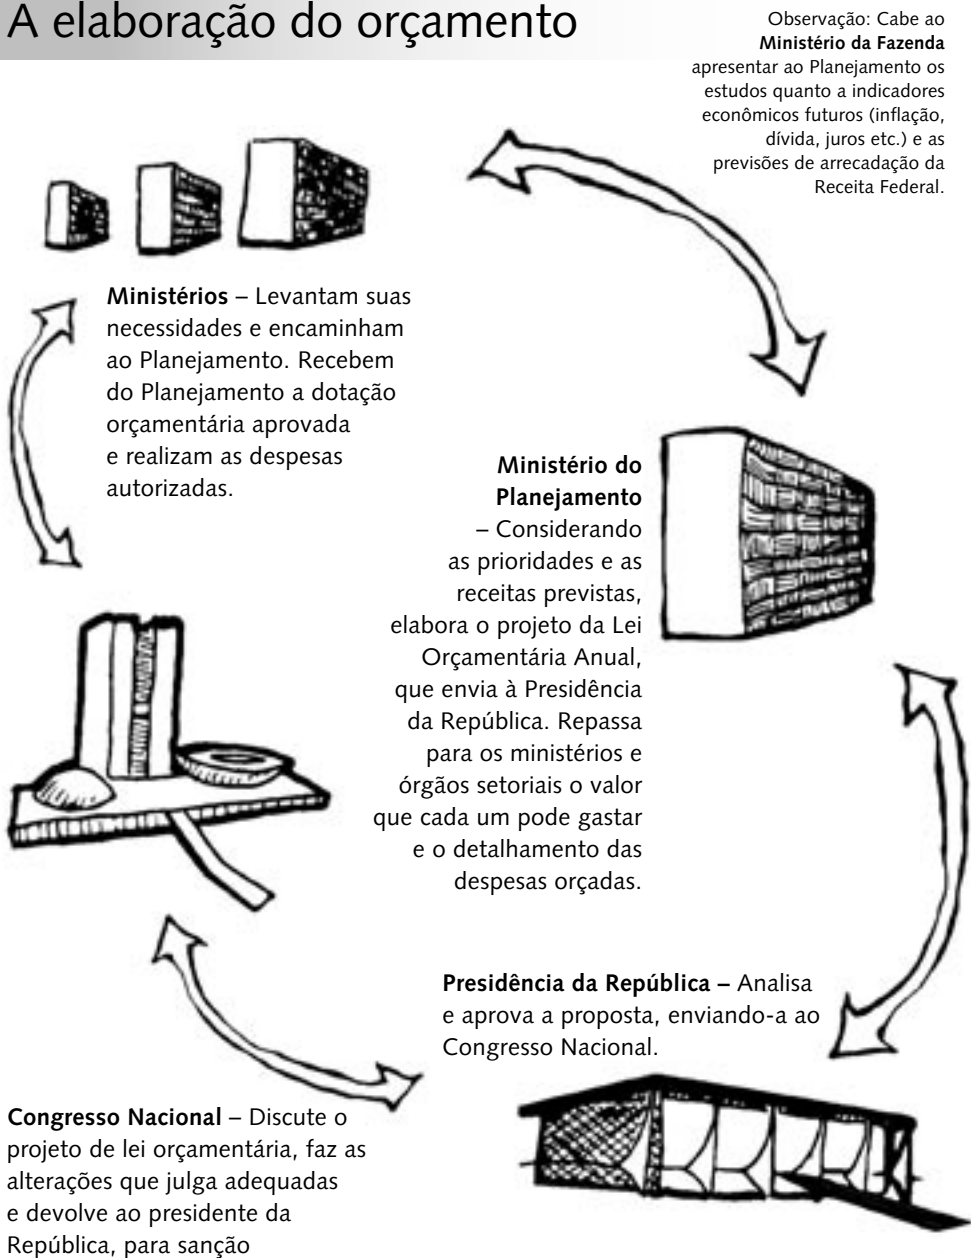 A elaboração do orçamento
Observação: Cabe ao
Ministério da Fazenda
apresentar ao Planejamento os
estudos quanto a indicadores
econômicos futuros (inflação,
dívida, juros etc.) e as
previsões de arrecadação da
Receita Federal.
Ministérios – Levantam suas
necessidades e encaminham
ao Planejamento. Recebem
do Planejamento a dotação
orçamentária aprovada
e realizam as despesas
autorizadas.
Ministério do
Planejamento
– Considerando
as prioridades e as
receitas previstas,
elabora o projeto da Lei
Orçamentária Anual,
que envia à Presidência
da República. Repassa
para os ministérios e
órgãos setoriais o valor
que cada um pode gastar
e o detalhamento das
despesas orçadas.
Presidência da República – Analisa
e aprova a proposta, enviando-a ao
Congresso Nacional.
Congresso Nacional – Discute o
projeto de lei orçamentária, faz as
alterações que julga adequadas
e devolve ao presidente da
República, para sanção